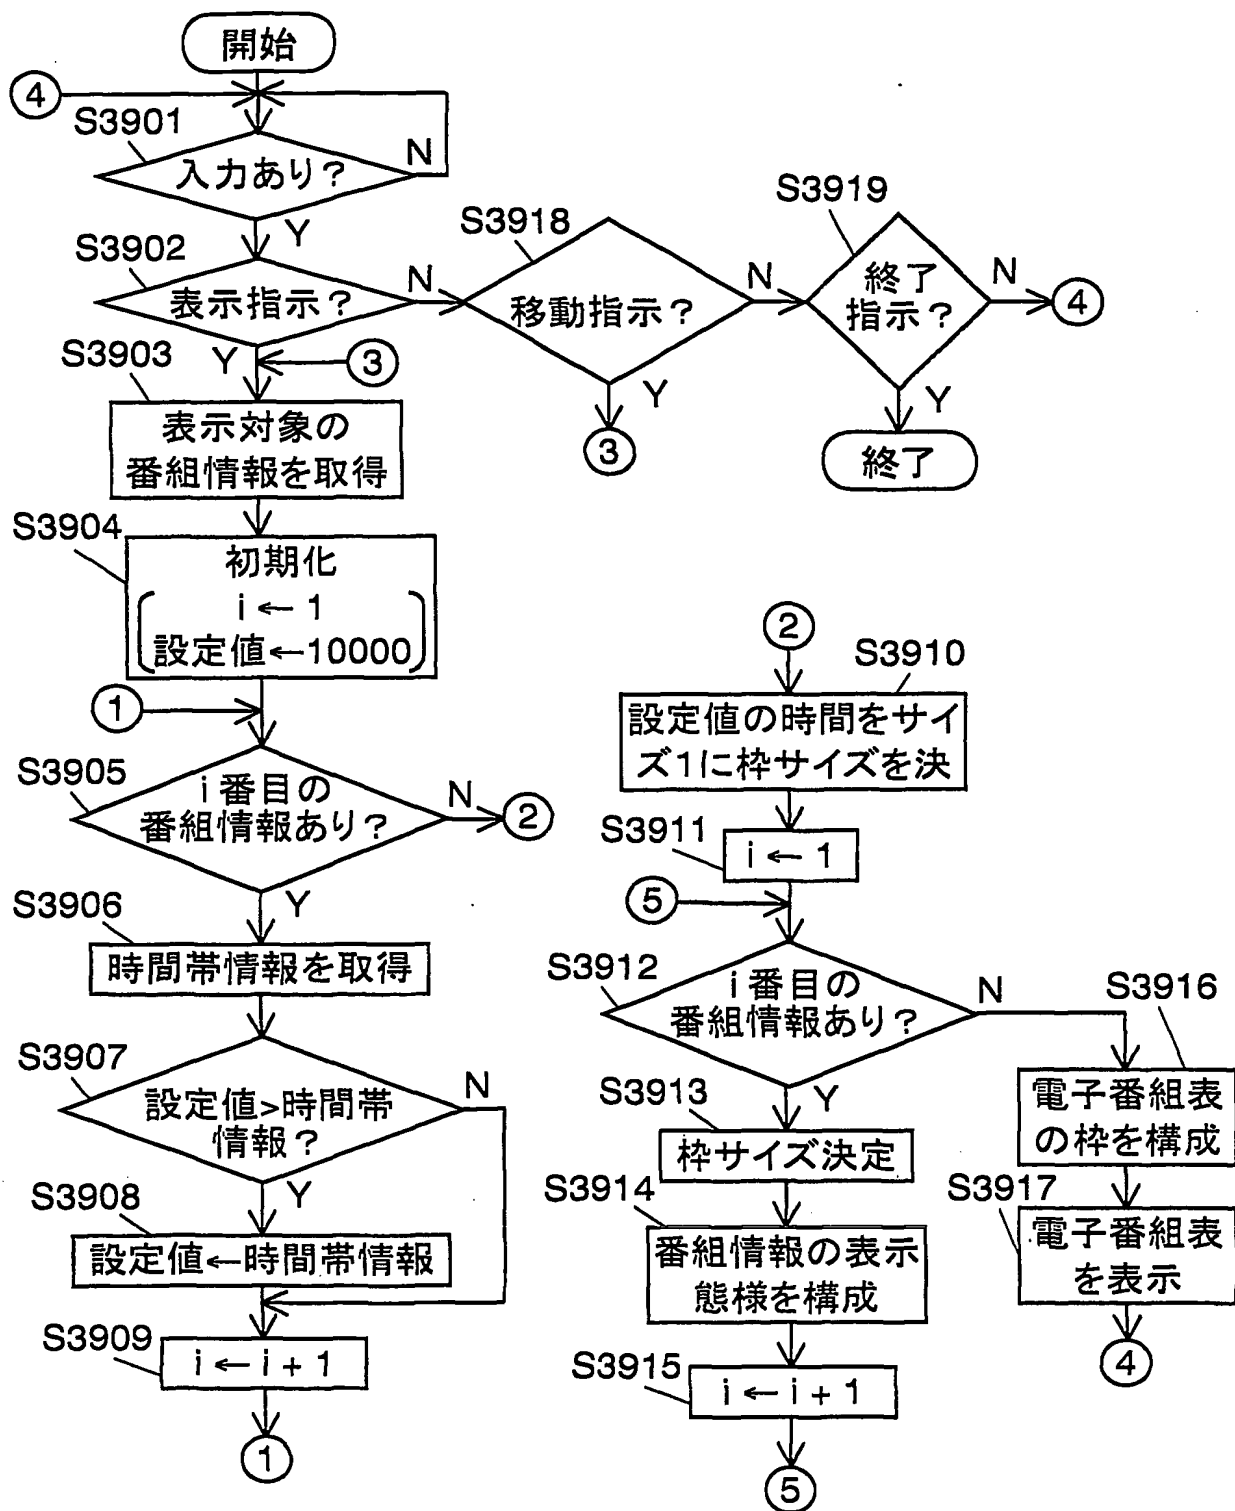 開始
④
S3901
入力あり?
N
Y
S3902
表示指示?
N
Y
S3918
移動指示?
N
Y
③
S3919
終了
指示?
N
④
Y
終了
③
S3903
表示対象の
番組情報を取得
S3904
初期化
i ← 1
設定値←10000
①
S3905
i 番目の
番組情報あり?
N
②
Y
S3906
時間帯情報を取得
S3907
設定値>時間帯
情報?
N
Y
S3908
設定値←時間帯情報
S3909
i ← i + 1
①
②
S3910
設定値の時間をサイ
ズ1に枠サイズを決
S3911
i ← 1
⑤
S3912
i 番目の
番組情報あり?
N
Y
S3913
枠サイズ決定
S3914
番組情報の表示
態様を構成
S3915
i ← i + 1
⑤
S3916
電子番組表
の枠を構成
S3917
電子番組表
を表示
④